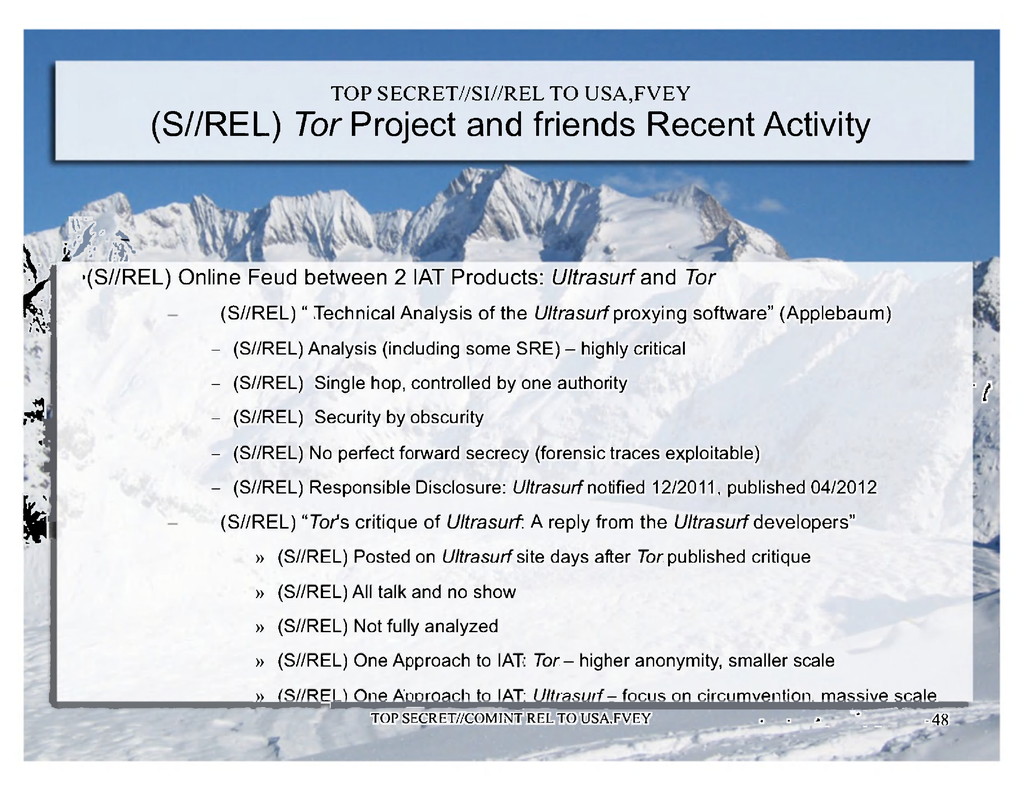 TOP SECRET//SI//REL TO USA,FVEY
(S//REL) Tor Project and friends Recent Activity
•(S//REL) Online Feud between 2 IAT Products: Ultrasurf and Tor
– (S//REL) “ Technical Analysis of the Ultrasurf proxying software” (Applebaum)
– (S//REL) Analysis (including some SRE) – highly critical
– (S//REL) Single hop, controlled by one authority
– (S//REL) Security by obscurity
– (S//REL) No perfect forward secrecy (forensic traces exploitable)
– (S//REL) Responsible Disclosure: Ultrasurf notified 12/2011, published 04/2012
– (S//REL) “Tor's critique of Ultrasurf: A reply from the Ultrasurf developers”
» (S//REL) Posted on Ultrasurf site days after Tor published critique
» (S//REL) All talk and no show
» (S//REL) Not fully analyzed
» (S//REL) One Approach to IAT: Tor – higher anonymity, smaller scale
» (S//REL) One Approach to IAT: Ultrasurf – focus on circumvention, massive scale
TOP SECRET//COMINT REL TO USA,FVEY
48